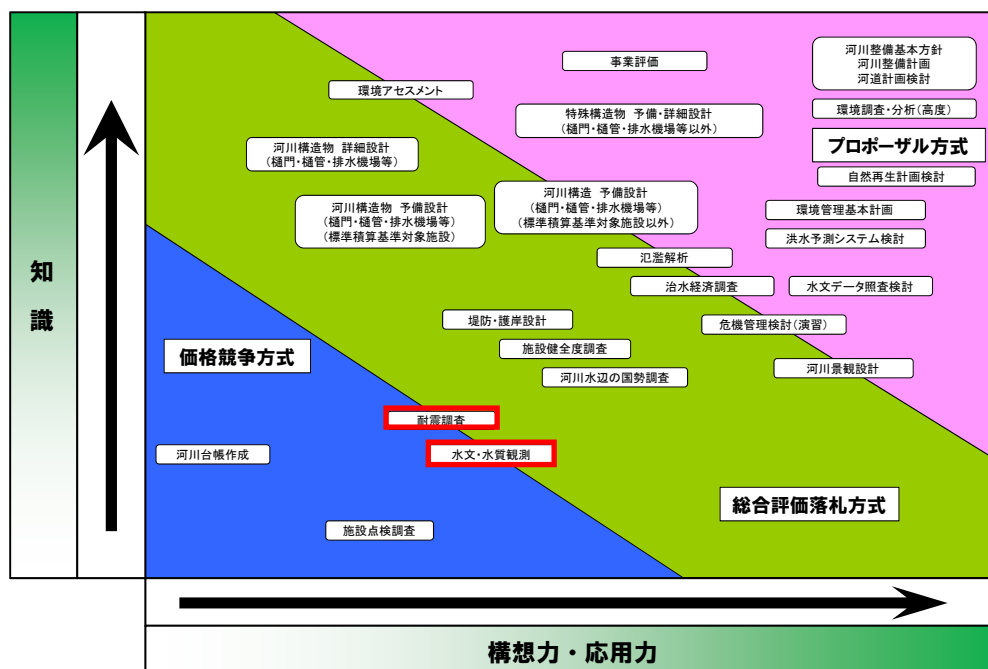 事業評価
河川整備基本方針
河川整備計画
河道計画検討
環境アセスメント
特殊構造物 予備・詳細設計
（樋門・樋管・排水機場等以外）
環境調査・分析（高度）
プロポーザル方式
河川構造物 詳細設計
（樋門・樋管・排水機場等）
自然再生計画検討
河川構造物 予備設計
（樋門・樋管・排水機場等）
（標準積算基準対象施設）
河川構造 予備設計
（樋門・樋管・排水機場等）
（標準積算基準対象施設以外）
環境管理基本計画
洪水予測システム検討
氾濫解析
治水経済調査
水文データ照査検討
知
識
堤防・護岸設計
危機管理検討（演習）
価格競争方式
施設健全度調査
河川景観設計
河川水辺の国勢調査
耐震調査
河川台帳作成
水文・水質観測
総合評価落札方式
施設点検調査
構想力・応用力